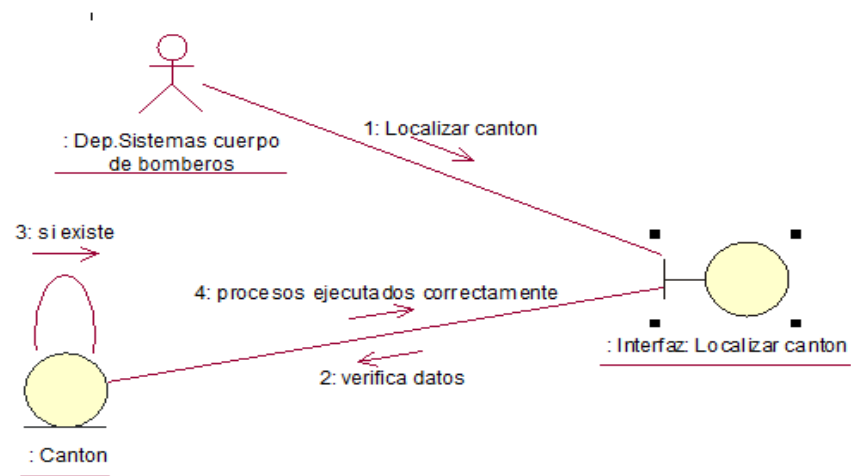 : Dep.Sistemas cuerpo
de bomberos
1: Localizar canton
3: si existe
4: procesos ejecutados correctamente
2: verifica datos
: Interfaz: Localizar canton
: Canton